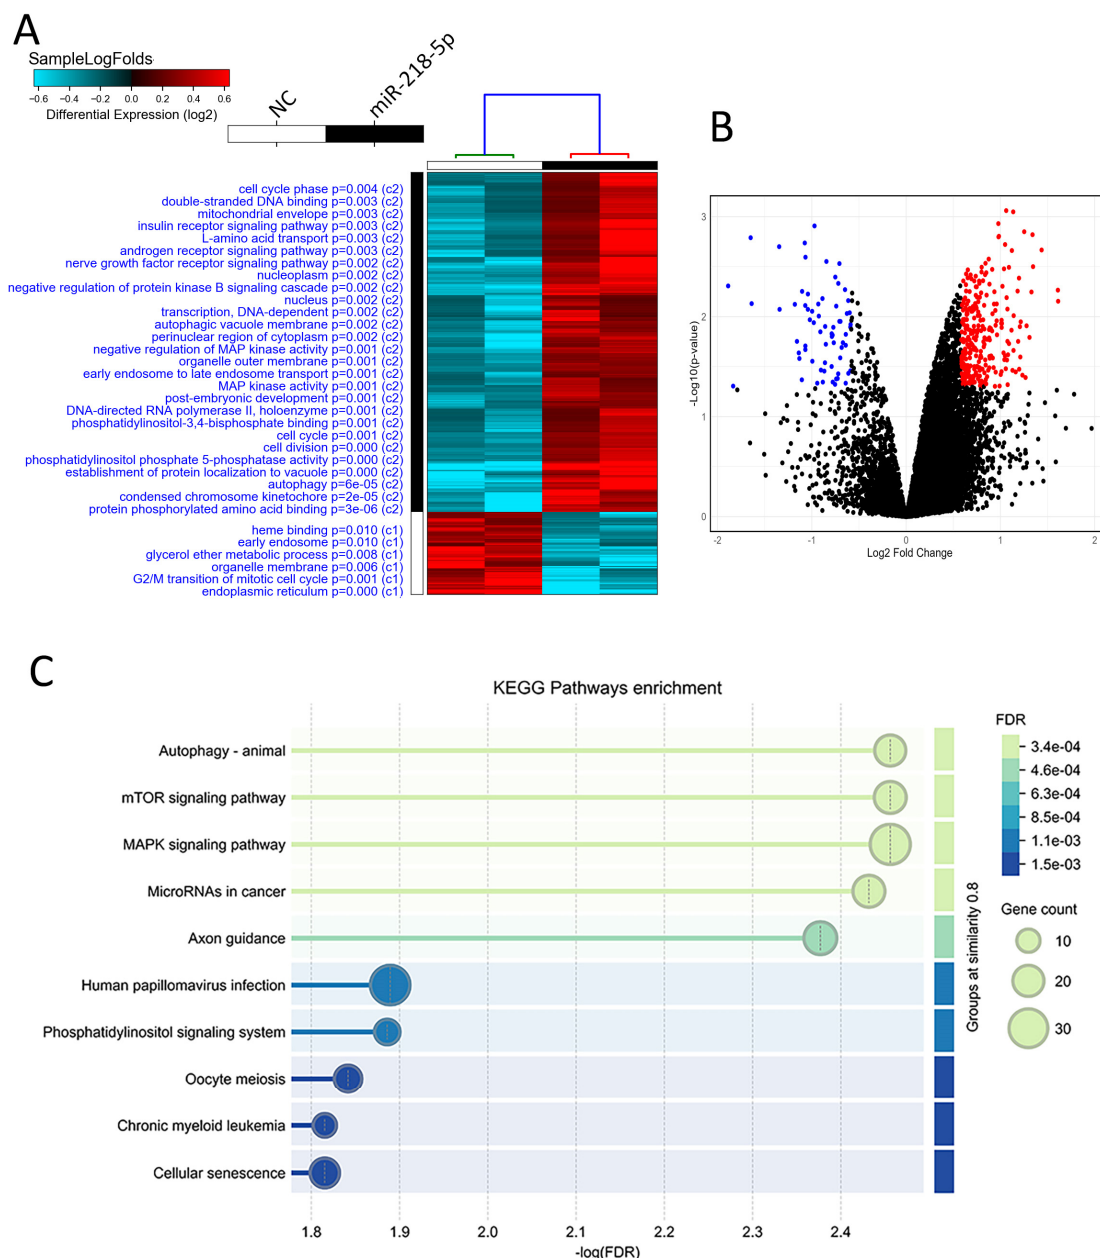 A
SampleLogFolds
−0.6 −0.4 −0.2 0.0 0.2 0.4 0.6
Differential Expression (log2)
NC
miR-218-5p
cell cycle phase p=0.004 (c2)
double-stranded DNA binding p=0.003 (c2)
mitochondrial envelope p=0.003 (c2)
insulin receptor signaling pathway p=0.003 (c2)
L-amino acid transport p=0.003 (c2)
androgen receptor signaling pathway p=0.003 (c2)
nerve growth factor receptor signaling pathway p=0.002 (c2)
nucleoplasm p=0.002 (c2)
negative regulation of protein kinase B signaling cascade p=0.002 (c2)
nucleus p=0.002 (c2)
transcription, DNA-dependent p=0.002 (c2)
autophagic vacuole membrane p=0.002 (c2)
perinuclear region of cytoplasm p=0.002 (c2)
negative regulation of MAP kinase activity p=0.001 (c2)
organelle outer membrane p=0.001 (c2)
early endosome to late endosome transport p=0.001 (c2)
MAP kinase activity p=0.001 (c2)
post-embryonic development p=0.001 (c2)
DNA-directed RNA polymerase II, holoenzyme p=0.001 (c2)
phosphatidylinositol-3,4-bisphosphate binding p=0.001 (c2)
cell cycle p=0.001 (c2)
cell division p=0.000 (c2)
phosphatidylinositol phosphate 5-phosphatase activity p=0.000 (c2)
establishment of protein localization to vacuole p=0.000 (c2)
autophagy p=6e-05 (c2)
condensed chromosome kinetochore p=2e-05 (c2)
protein phosphorylated amino acid binding p=3e-06 (c2)
heme binding p=0.010 (c1)
early endosome p=0.010 (c1)
glycerol ether metabolic process p=0.008 (c1)
organelle membrane p=0.006 (c1)
G2/M transition of mitotic cell cycle p=0.001 (c1)
endoplasmic reticulum p=0.000 (c1)
B
-Log10(p-value)
3
2
1
0
-2 -1 0 1 2
Log2 Fold Change
C
KEGG Pathways enrichment
Autophagy - animal
mTOR signaling pathway
MAPK signaling pathway
MicroRNAs in cancer
Axon guidance
Human papillomavirus infection
Phosphatidylinositol signaling system
Oocyte meiosis
Chronic myeloid leukemia
Cellular senescence
1.8 1.9 2.0 2.1 2.2 2.3 2.4
-log(FDR)
Groups at similarity 0.8
FDR
3.4e-04
4.6e-04
6.3e-04
8.5e-04
1.1e-03
1.5e-03
Gene count
10
20
30